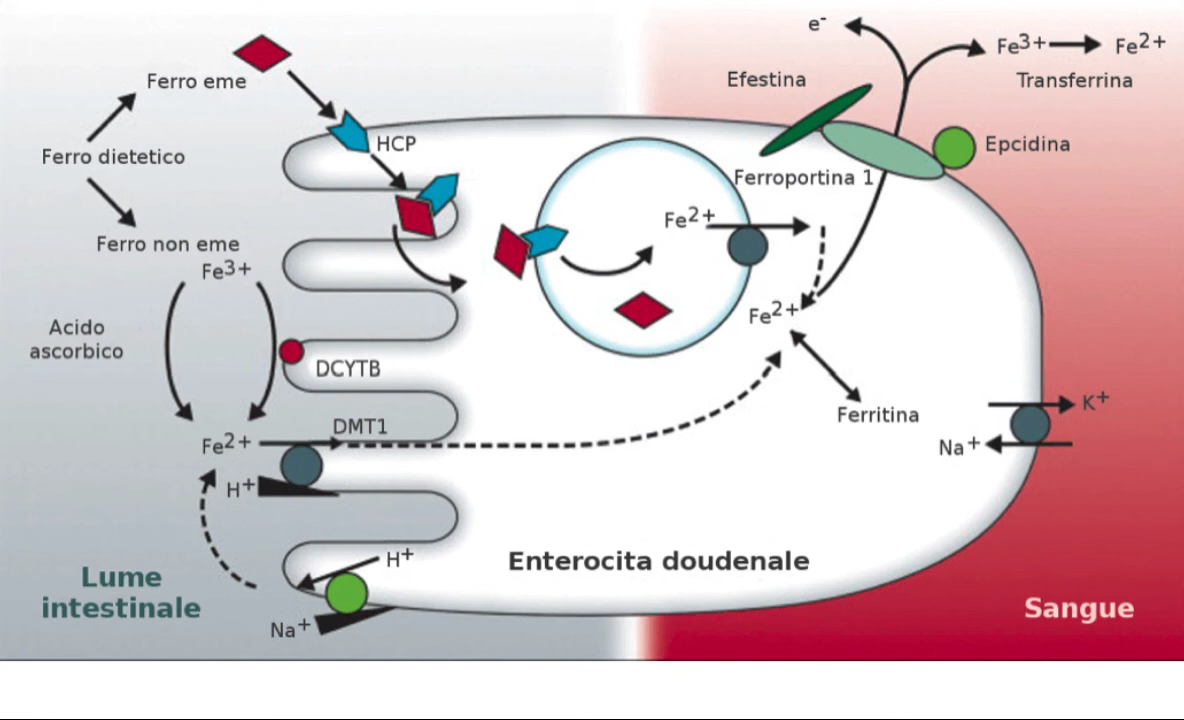 e-
Fe3+
Fe2+
Efestina
Transferrina
Ferro eme
HCP
Epcidina
Ferro dietetico
Ferroportina 1
Fe2+
Ferro non eme
Fe3+
Fe2+
Acido
ascorbico
DCYTB
DMT1
Ferritina
K+
Fe2+
Na+
H+
H+
Enterocita doudenale
Lume
intestinale
Sangue
Na+